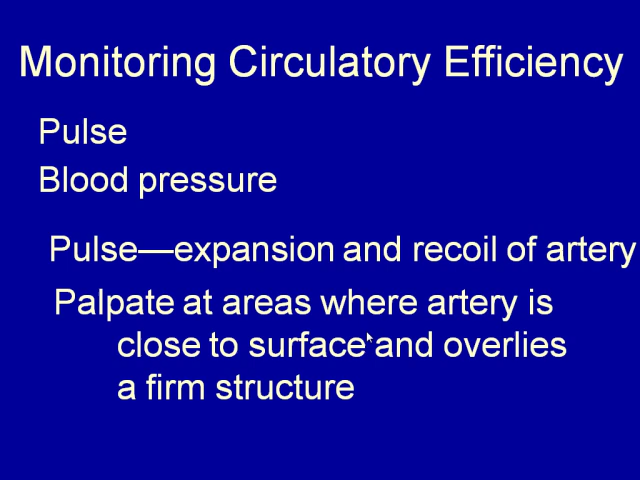 Monitoring Circulatory Efficiency
Pulse
Blood pressure
Pulse—expansion and recoil of artery
Palpate at areas where artery is
close to surface and overlies
a firm structure